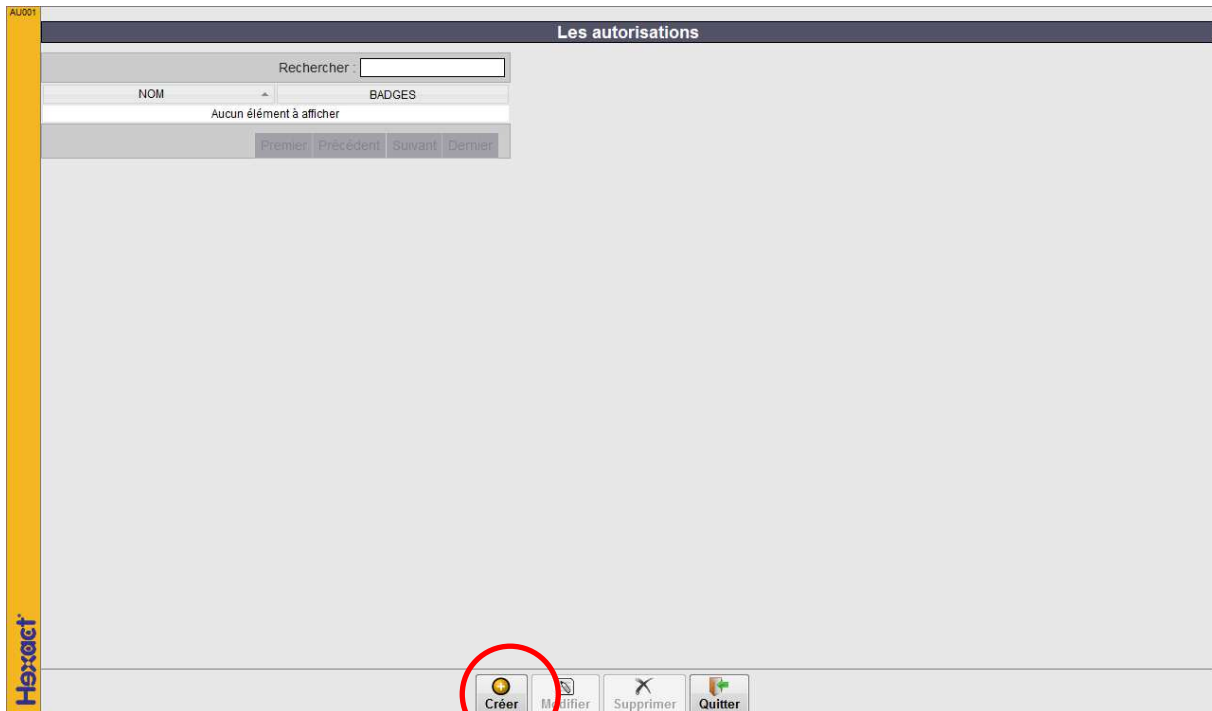 AU001
Les autorisations
Rechercher :
NOM BADGES
Aucun élément à afficher
Premier Précédent Suivant Dernier
Hexact
Créer Modifier Supprimer Quitter